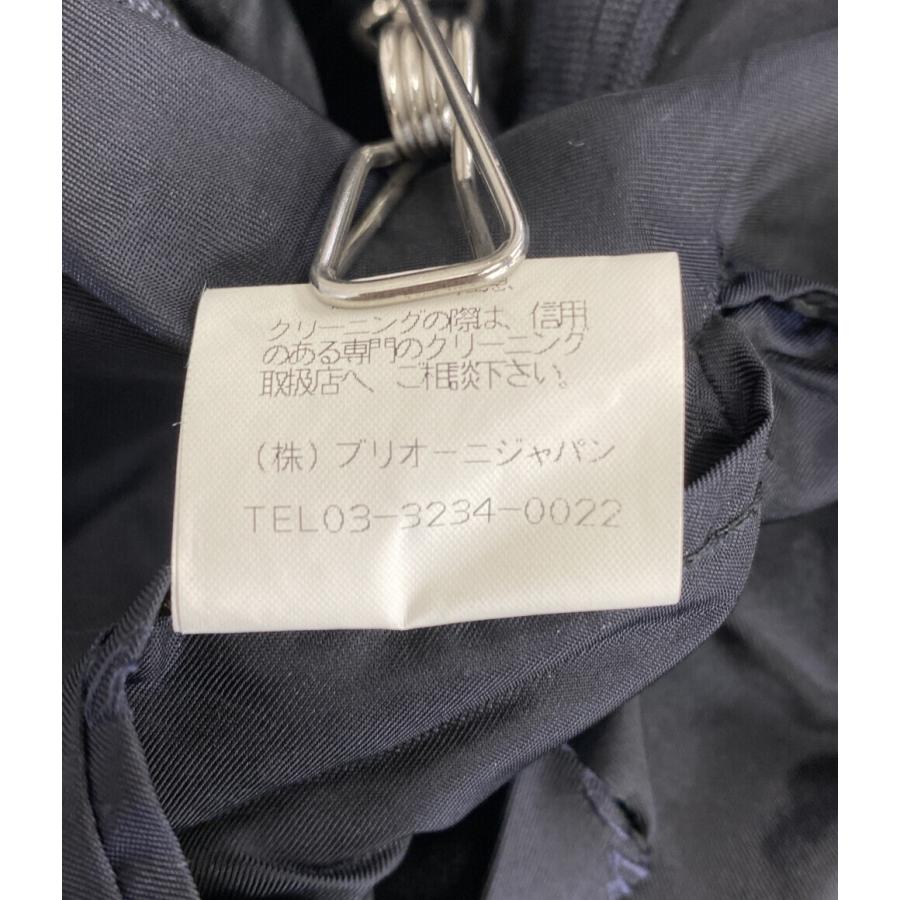 クリーニングの際は、信用
のある専門のクリーニング
取扱店へ、ご相談下さい。
(株)ブリオーニジャパン
TEL03-3234-0022